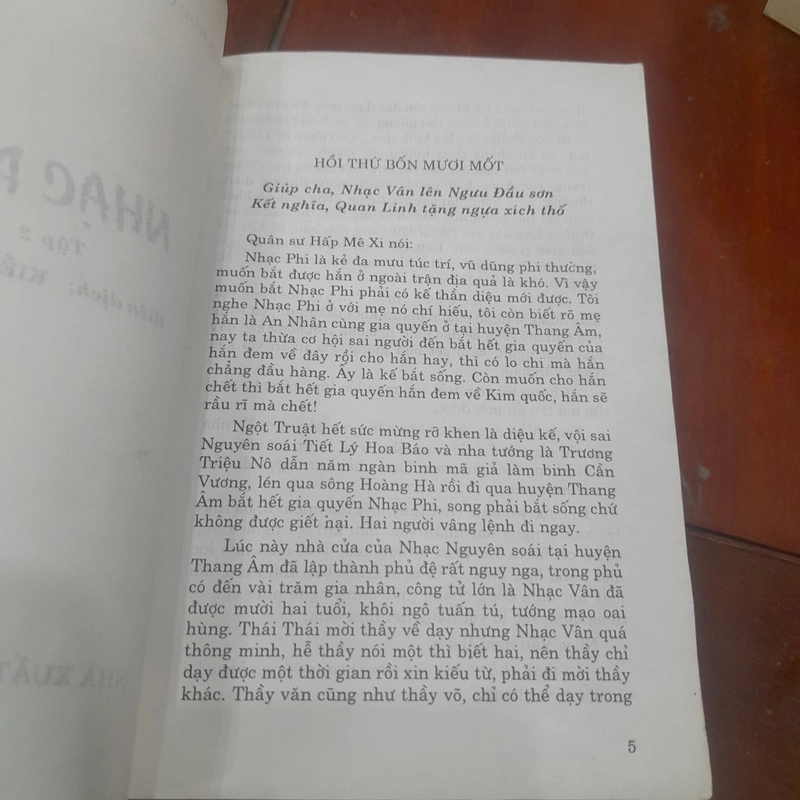 NHẠC
TẬP 2
Biên dịch: KIỀ
NHÀ XUẤT
HỒI THỨ BỐN MƯƠI MỐT
Giúp cha, Nhạc Vân lên Ngưu Đầu sơn
Kết nghĩa, Quan Linh tặng ngựa xích thố
Quân sư Hấp Mê Xi nói:
Nhạc Phi là kẻ đa mưu túc trí, vũ dũng phi thường,
muốn bắt được hắn ở ngoài trận địa quả là khó. Vì vậy
muốn bắt Nhạc Phi phải có kế thần diệu mới được. Tôi
nghe Nhạc Phi ở với mẹ nó chí hiếu, tôi còn biết rõ mẹ
hắn là An Nhân cùng gia quyến ở tại huyện Thang Âm,
nay ta thừa cơ hội sai người đến bắt hết gia quyến của
hắn đem về đây rồi cho hắn hay, thì có lo chi mà hắn
chẳng đầu hàng. Ấy là kế bắt sống. Còn muốn cho hắn
chết thì bắt hết gia quyến hắn đem về Kim quốc, hắn sẽ
rầu rĩ mà chết!
Ngột Truật hết sức mừng rỡ khen là diệu kế, vội sai
Nguyên soái Tiết Lý Hoa Báo và nha tướng là Trương
Triệu Nô dẫn năm ngàn binh mã giả làm binh Cần
Vương, lén qua sông Hoàng Hà rồi đi qua huyện Thang
Âm bắt hết gia quyến Nhạc Phi, song phải bắt sống chứ
không được giết hại. Hai người vâng lệnh đi ngay.
Lúc này nhà cửa của Nhạc Nguyên soái tại huyện
Thang Âm đã lập thành phủ đệ rất nguy nga, trong phủ
có đến vài trăm gia nhân, công tử lớn là Nhạc Vân đã
được mười hai tuổi, khôi ngô tuấn tú, tướng mạo oai
hùng. Thái Thái mời thầy về dạy nhưng Nhạc Vân quá
thông minh, hễ thầy nói một thì biết hai, nên thầy chỉ
dạy được một thời gian rồi xin kiếu từ, phải đi mời thầy
khác. Thầy văn cũng như thầy võ, chỉ có thể dạy trong
5